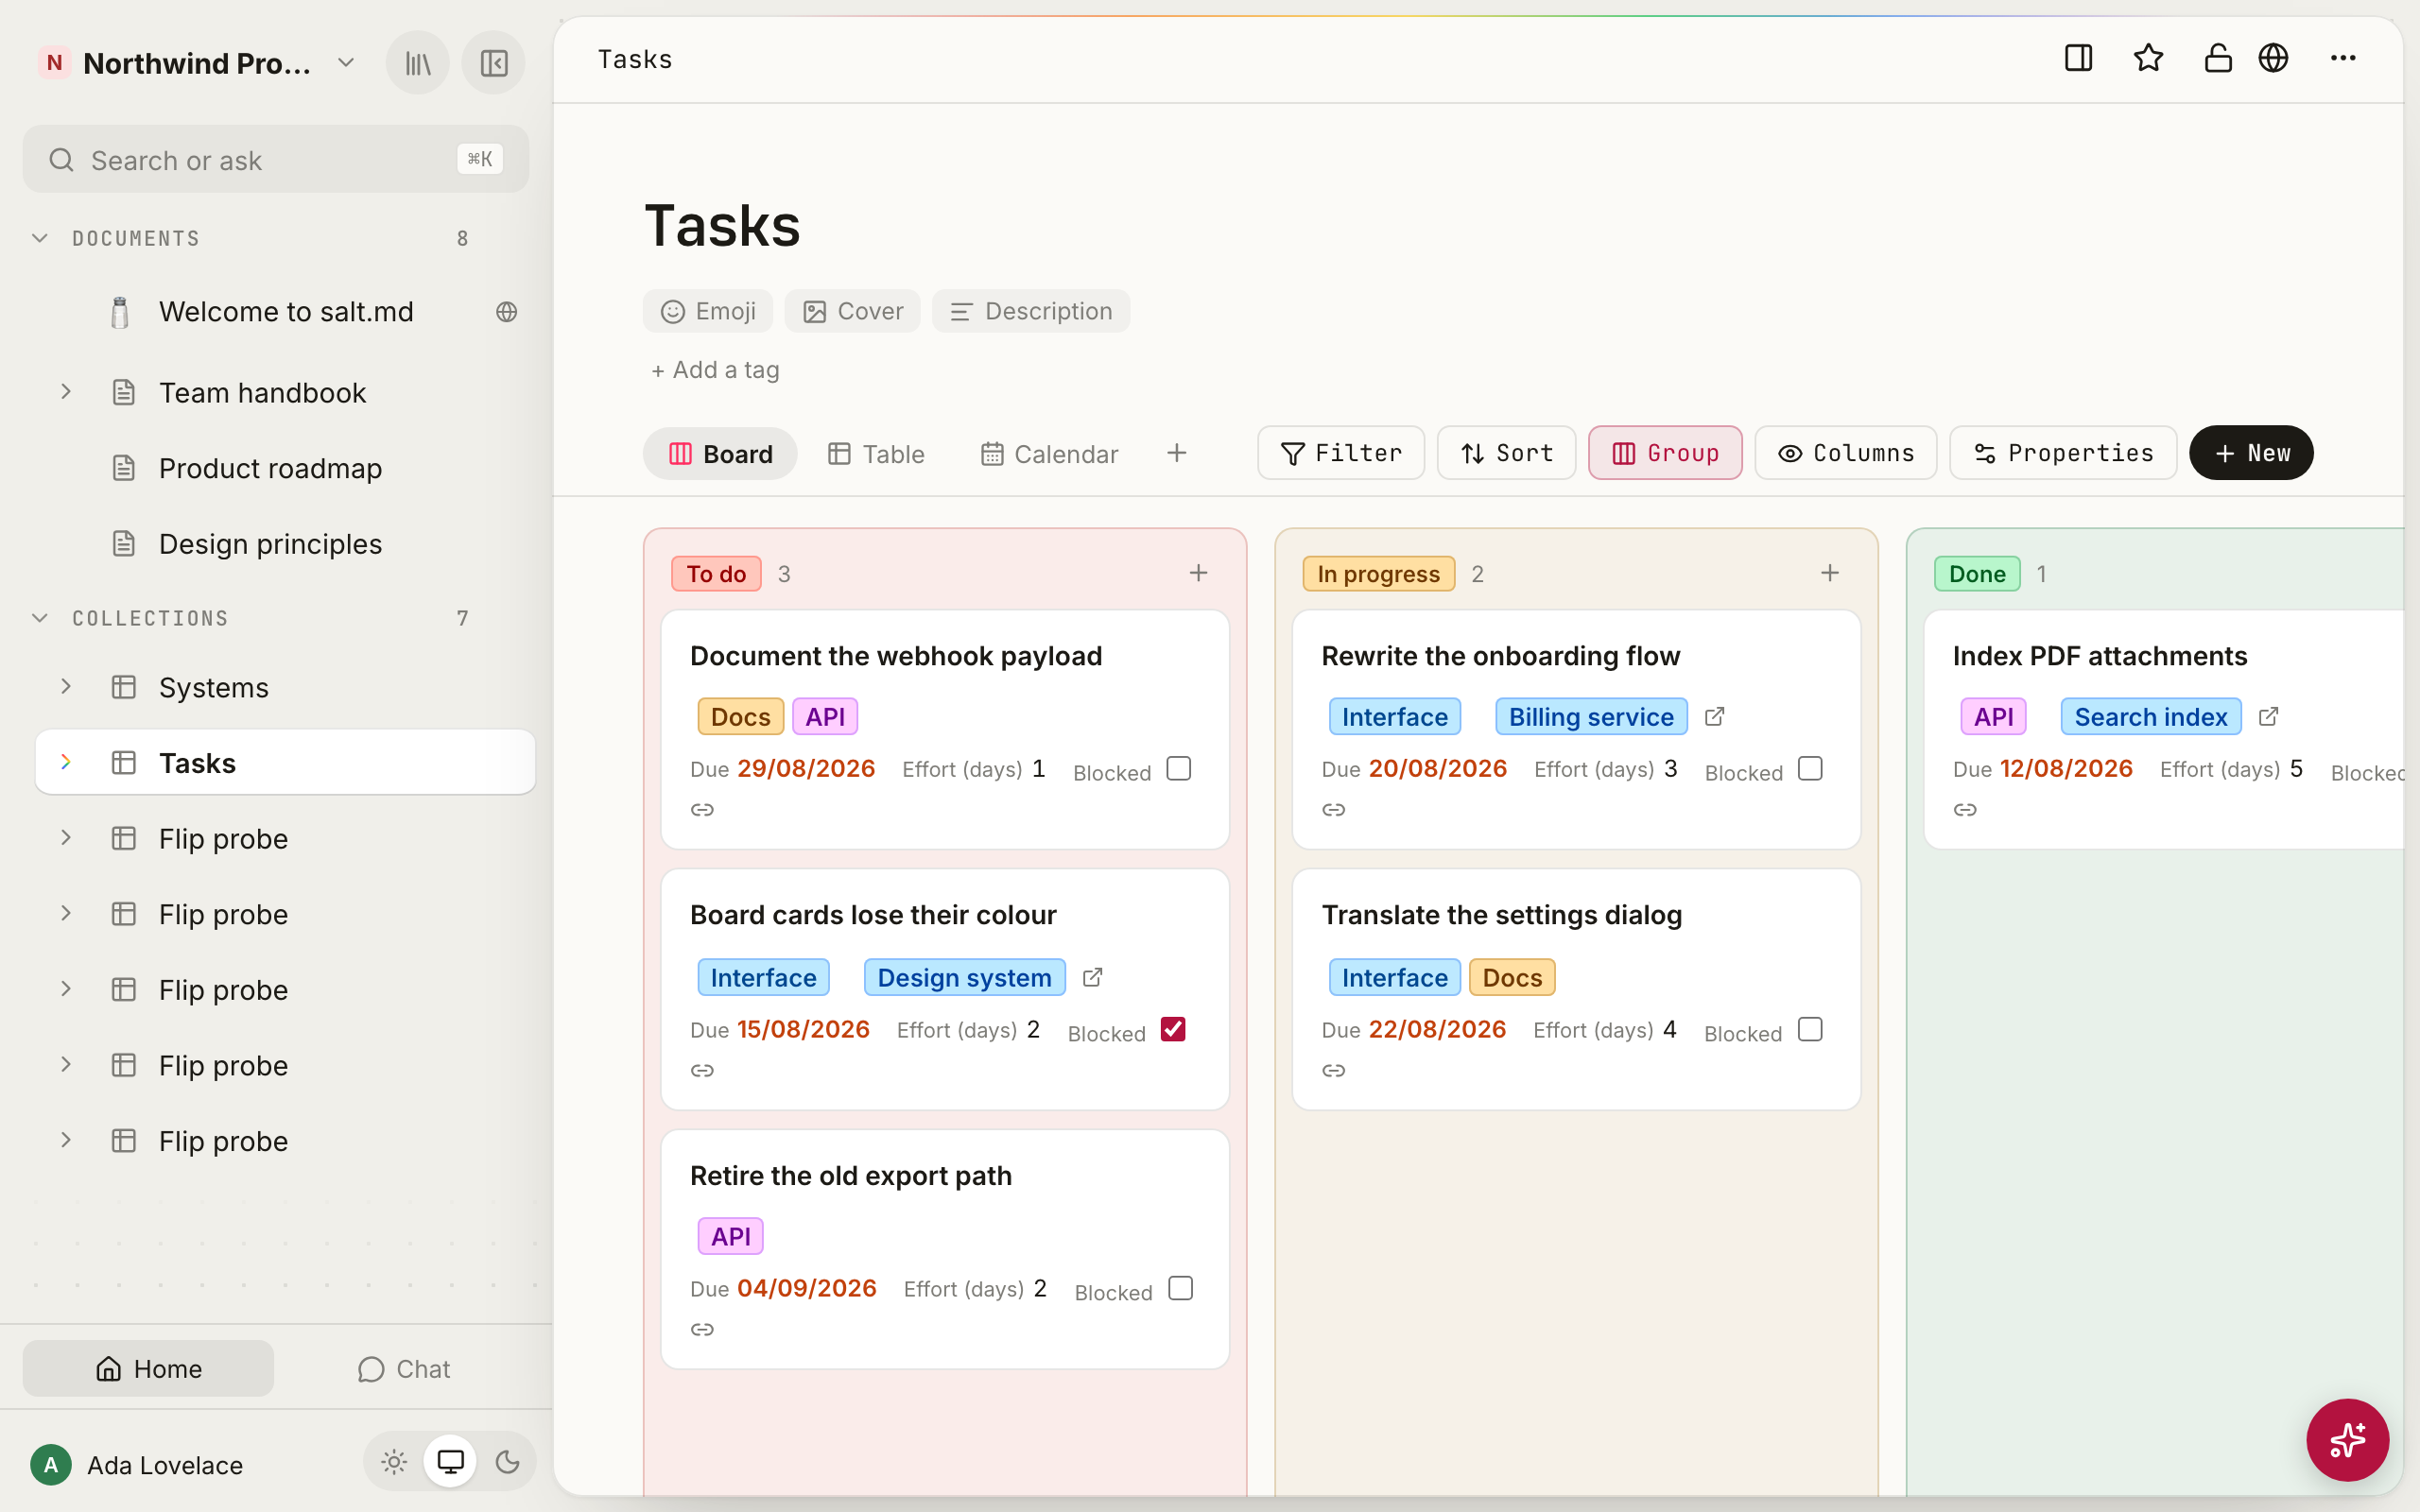 N Northwind Pro...
Search or ask ⌘K
DOCUMENTS 8
Welcome to salt.md
Team handbook
Product roadmap
Design principles
COLLECTIONS 7
Systems
Tasks
Flip probe
Flip probe
Flip probe
Flip probe
Flip probe
Home Chat
A Ada Lovelace
Tasks
Tasks
Emoji Cover Description
+ Add a tag
Board Table Calendar + Filter Sort Group Columns Properties + New
To do 3 +
Document the webhook payload
Docs API
Due 29/08/2026 Effort (days) 1 Blocked
Board cards lose their colour
Interface Design system
Due 15/08/2026 Effort (days) 2 Blocked
Retire the old export path
API
Due 04/09/2026 Effort (days) 2 Blocked
In progress 2 +
Rewrite the onboarding flow
Interface Billing service
Due 20/08/2026 Effort (days) 3 Blocked
Translate the settings dialog
Interface Docs
Due 22/08/2026 Effort (days) 4 Blocked
Done 1
Index PDF attachments
API Search index
Due 12/08/2026 Effort (days) 5 Blocked